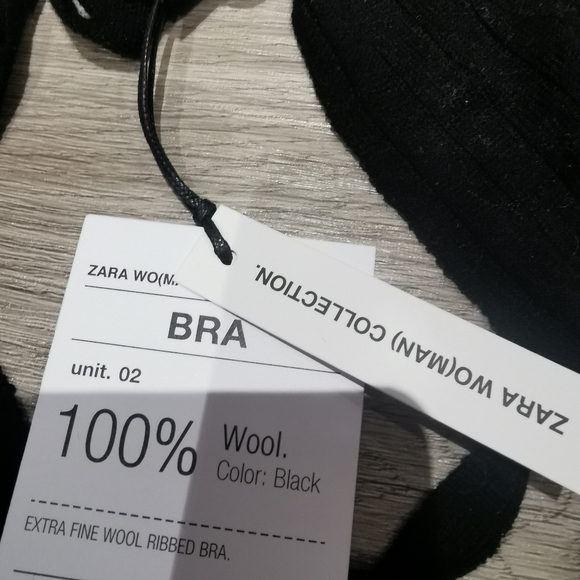 ZARA WO(MAN) COLLECTION.
ZARA WO(M
BRA
unit. 02
100% Wool.
Color: Black
EXTRA FINE WOOL RIBBED BRA.